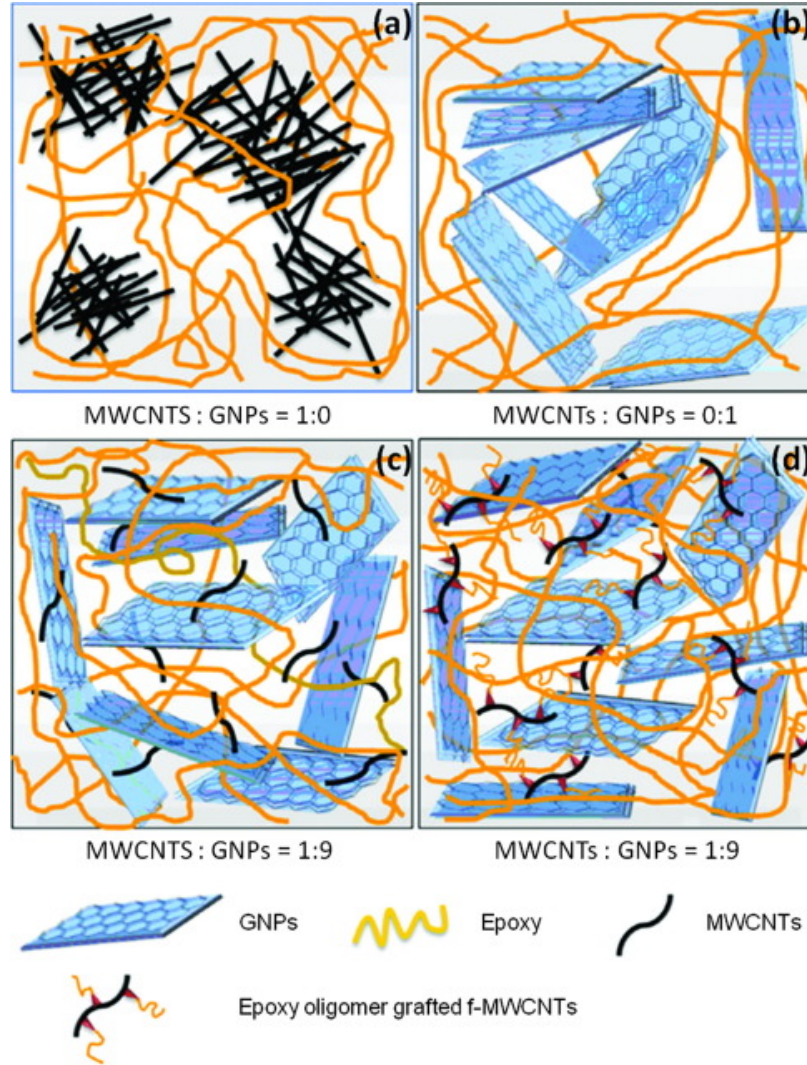 (a)
(b)
MWCNTS : GNPs = 1:0
MWCNTs : GNPs = 0:1
(c)
(d)
MWCNTS : GNPs = 1:9
MWCNTs : GNPs = 1:9
GNPs
Epoxy
MWCNTs
Epoxy oligomer grafted f-MWCNTs